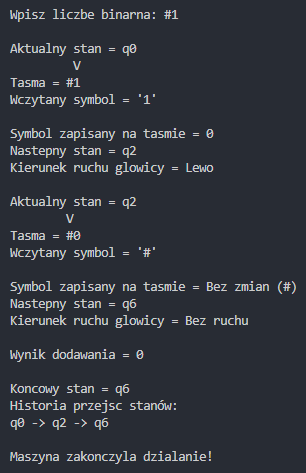 Wpisz liczbe binarna: #1
Aktualny stan = q0
V
Tasma = #1
Wczytany symbol = '1'
Symbol zapisany na tasmie = 0
Nastepny stan = q2
Kierunek ruchu glowicy = Lewo
Aktualny stan = q2
V
Tasma = #0
Wczytany symbol = '#'
Symbol zapisany na tasmie = Bez zmian (#)
Nastepny stan = q6
Kierunek ruchu glowicy = Bez ruchu
Wynik dodawania = 0
Koncowy stan = q6
Historia przejsc stanów:
q0 -> q2 -> q6
Maszyna zakonczyla dzialanie!